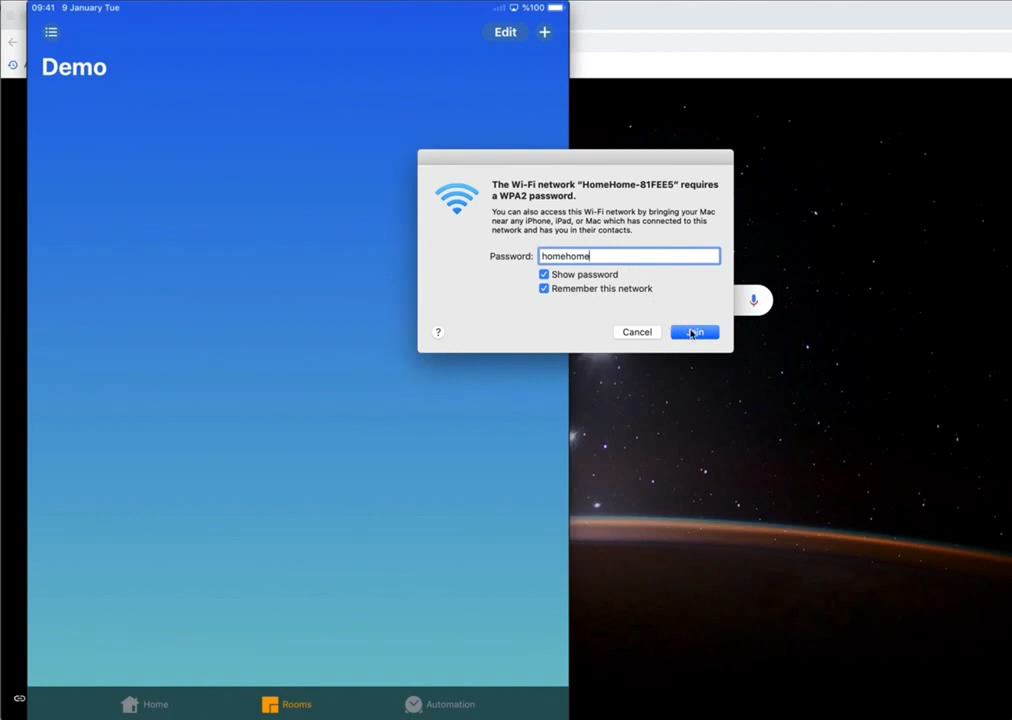 09:41 9 January Tue
%100
Edit
Demo
The Wi-Fi network “HomeHome-81FEE5” requires
a WPA2 password.
You can also access this Wi-Fi network by bringing your Mac
near any iPhone, iPad, or Mac which has connected to this
network and has you in their contacts.
Password: homehome
Show password
Remember this network
?
Cancel
Join
Home
Rooms
Automation